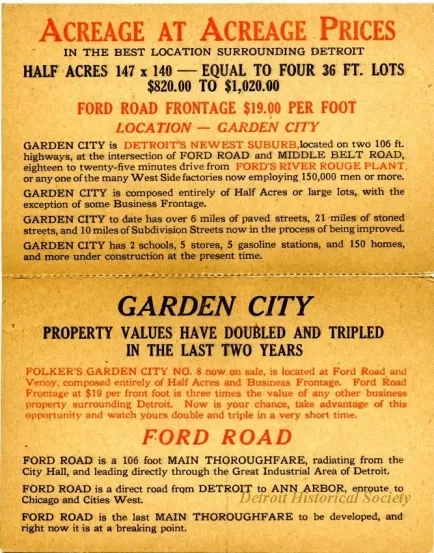 ACREAGE AT ACREAGE PRICES
IN THE BEST LOCATION SURROUNDING DETROIT
HALF ACRES 147 x 140 — EQUAL TO FOUR 36 FT. LOTS
$820.00 TO $1,020.00
FORD ROAD FRONTAGE $19.00 PER FOOT
LOCATION — GARDEN CITY
GARDEN CITY is DETROIT'S NEWEST SUBURB, located on two 106 ft.
highways, at the intersection of FORD ROAD and MIDDLE BELT ROAD,
eighteen to twenty-five minutes drive from FORD'S RIVER ROUGE PLANT
or any one of the many West Side factories now employing 150,000 men or more.
GARDEN CITY is composed entirely of Half Acres or large lots, with the
exception of some Business Frontage.
GARDEN CITY to date has over 6 miles of paved streets, 21 miles of stoned
streets, and 10 miles of Subdivision Streets now in the process of being improved.
GARDEN CITY has 2 schools, 5 stores, 5 gasoline stations, and 150 homes,
and more under construction at the present time.
GARDEN CITY
PROPERTY VALUES HAVE DOUBLED AND TRIPLED
IN THE LAST TWO YEARS
FOLKER'S GARDEN CITY NO. 8 now on sale, is located at Ford Road and
Venoy, composed entirely of Half Acres and Business Frontage. Ford Road
Frontage at $19 per front foot is three times the value of any other business
property surrounding Detroit. Now is your chance, take advantage of this
opportunity and watch yours double and triple in a very short time.
FORD ROAD
FORD ROAD is a 106 foot MAIN THOROUGHFARE, radiating from the
City Hall, and leading directly through the Great Industrial Area of Detroit.
FORD ROAD is a direct road from DETROIT to ANN ARBOR, enroute to
Chicago and Cities West.
Detroit Historical Society
FORD ROAD is the last MAIN THOROUGHFARE to be developed, and
right now it is at a breaking point.